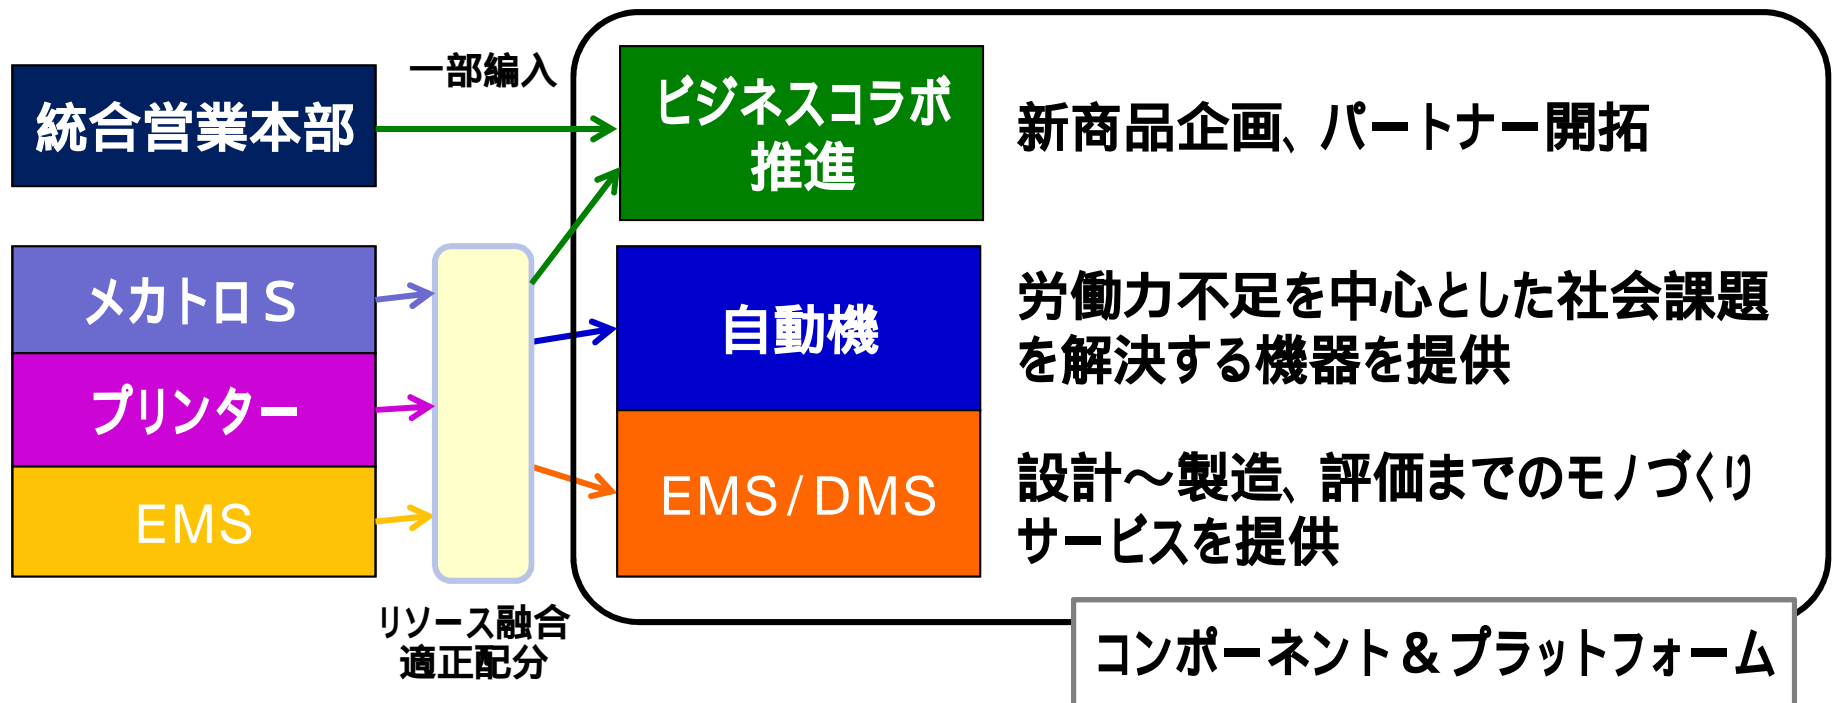 一部編入
統合営業本部
ビジネスコラボ
推進
新商品企画、パートナー開拓
メカトロS
プリンター
EMS
自動機
労働力不足を中心とした社会課題
を解決する機器を提供
EMS/DMS
設計～製造、評価までのモノづくり
サービスを提供
リソース融合
適正配分
コンポーネント&プラットフォーム